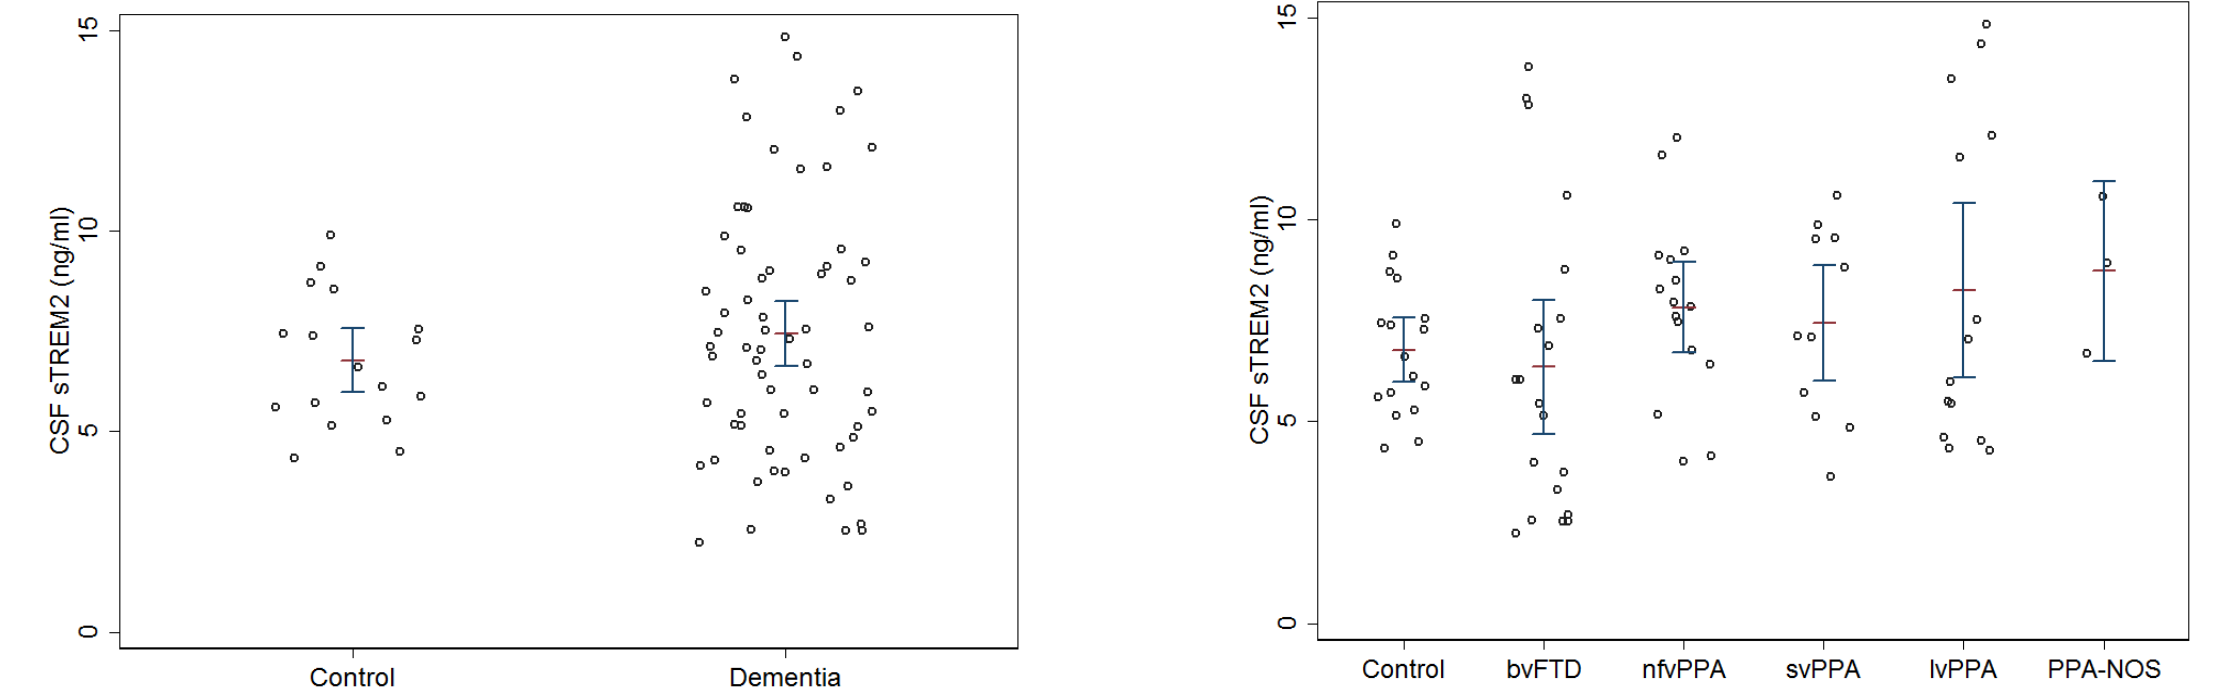 CSF sTREM2 (ng/ml)
15
10
5
0
Control Dementia
CSF sTREM2 (ng/ml)
15
10
5
0
Control bvFTD nfvPPA svPPA lvPPA PPA-NOS